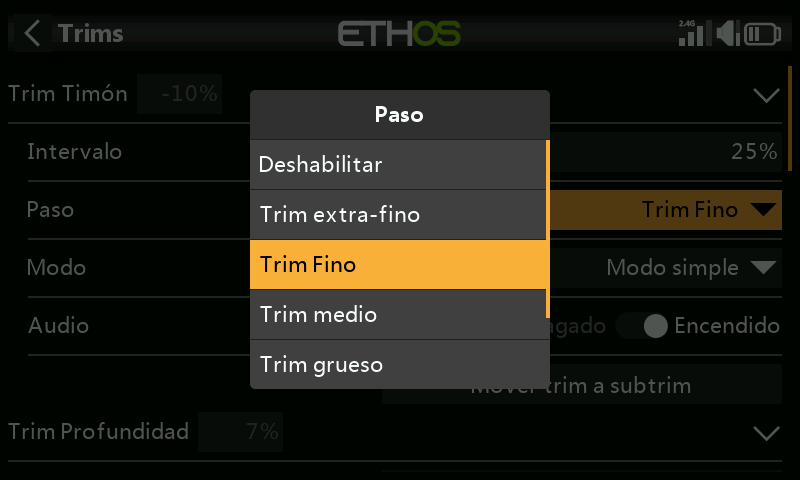 Trims
ETHOS
2.4G
Trim Timón -10%
Intervalo 25%
Paso Trim Fino
Modo Modo simple
Audio agado Encendido
Mover trim a subtrim
Trim Profundidad 7%
Paso
Deshabilitar
Trim extra-fino
Trim Fino
Trim medio
Trim grueso